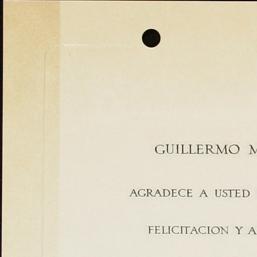 GUILLERMO M
AGRADECE A USTED
FELICITACION Y A